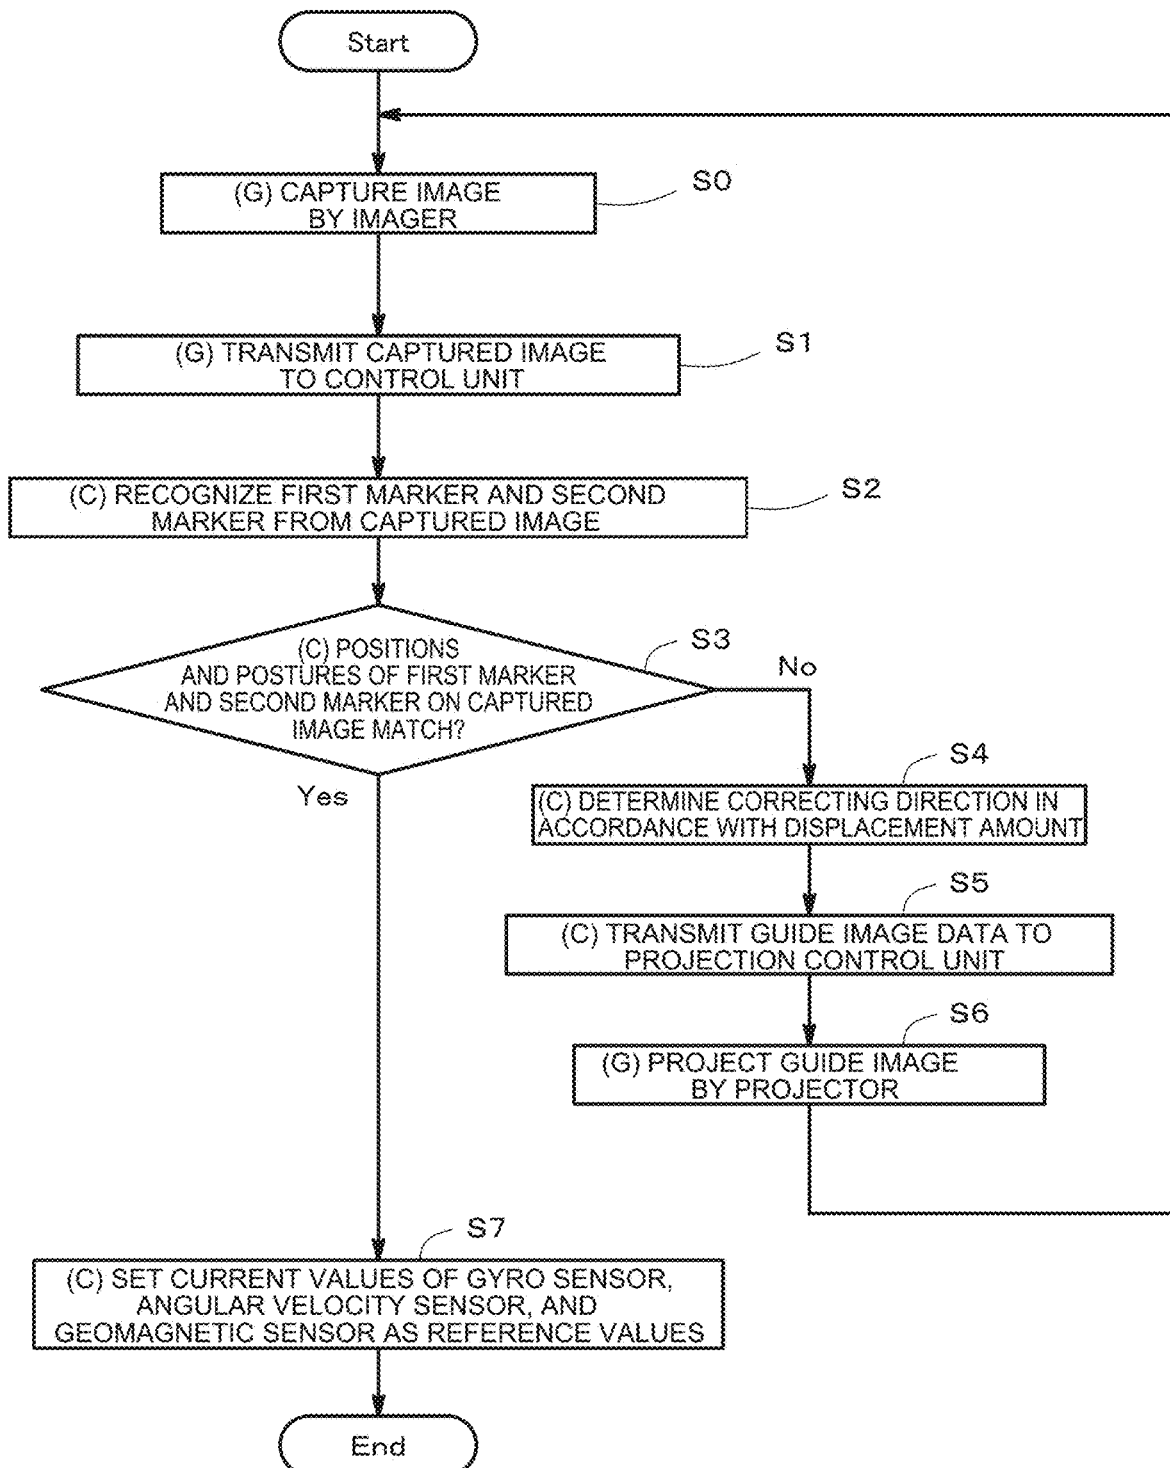 Start
(G) CAPTURE IMAGE
BY IMAGER
S0
(G) TRANSMIT CAPTURED IMAGE
TO CONTROL UNIT
S1
(C) RECOGNIZE FIRST MARKER AND SECOND
MARKER FROM CAPTURED IMAGE
S2
(C) POSITIONS
AND POSTURES OF FIRST MARKER
AND SECOND MARKER ON CAPTURED
IMAGE MATCH?
S3
No
Yes
S4
(C) DETERMINE CORRECTING DIRECTION IN
ACCORDANCE WITH DISPLACEMENT AMOUNT
S5
(C) TRANSMIT GUIDE IMAGE DATA TO
PROJECTION CONTROL UNIT
S6
(G) PROJECT GUIDE IMAGE
BY PROJECTOR
S7
(C) SET CURRENT VALUES OF GYRO SENSOR,
ANGULAR VELOCITY SENSOR, AND
GEOMAGNETIC SENSOR AS REFERENCE VALUES
End